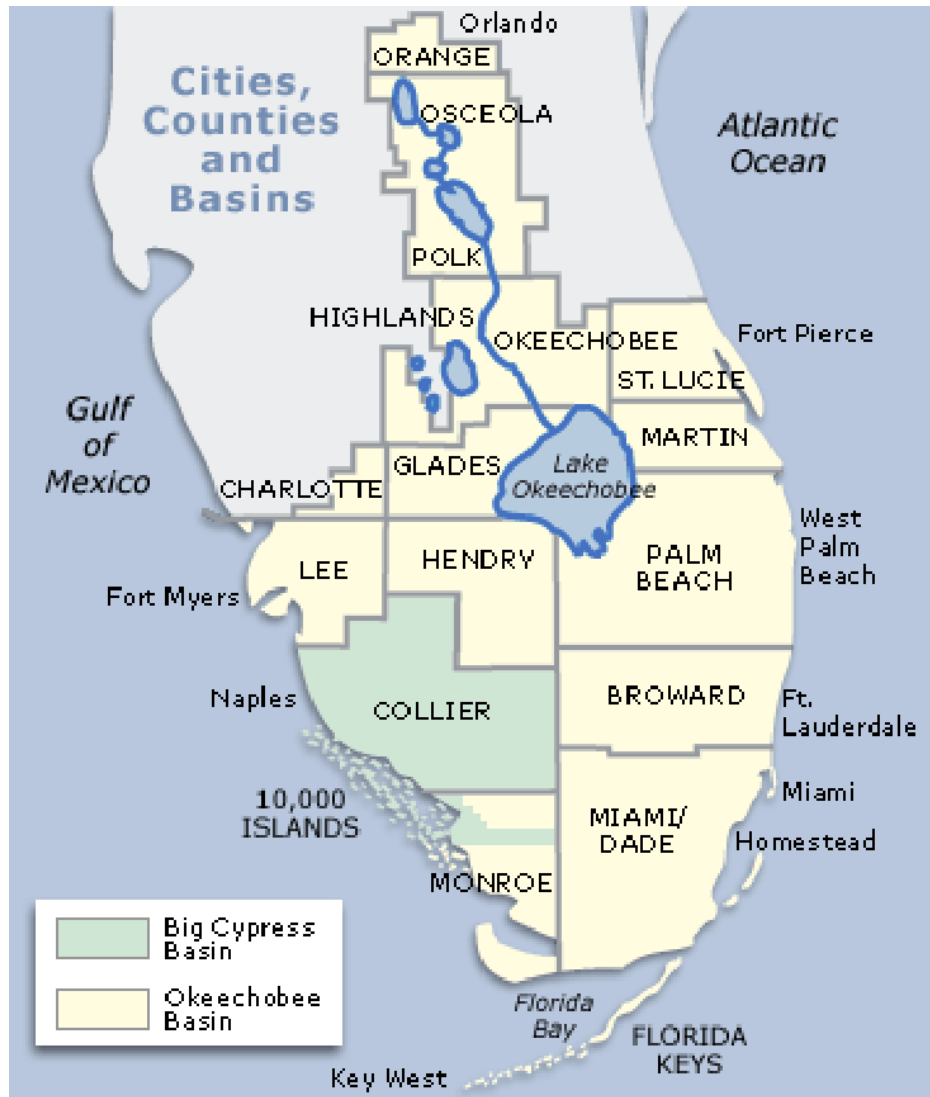 Orlando
ORANGE
Cities,
Counties
and
Basins
OSCEOLA
Atlantic
Ocean
POLK
HIGHLANDS
OKEECHOBEE
Fort Pierce
ST. LUCIE
Gulf
of
Mexico
MARTIN
GLADES
Lake
Okeechobee
CHARLOTTE
West
Palm
Beach
LEE
HENDRY
PALM
BEACH
Fort Myers
Naples
COLLIER
BROWARD
Ft.
Lauderdale
10,000
ISLANDS
Miami
MIAMI/
DADE
Homestead
MONROE
Big Cypress
Basin
Okeechobee
Basin
Florida
Bay
FLORIDA
KEYS
Key West